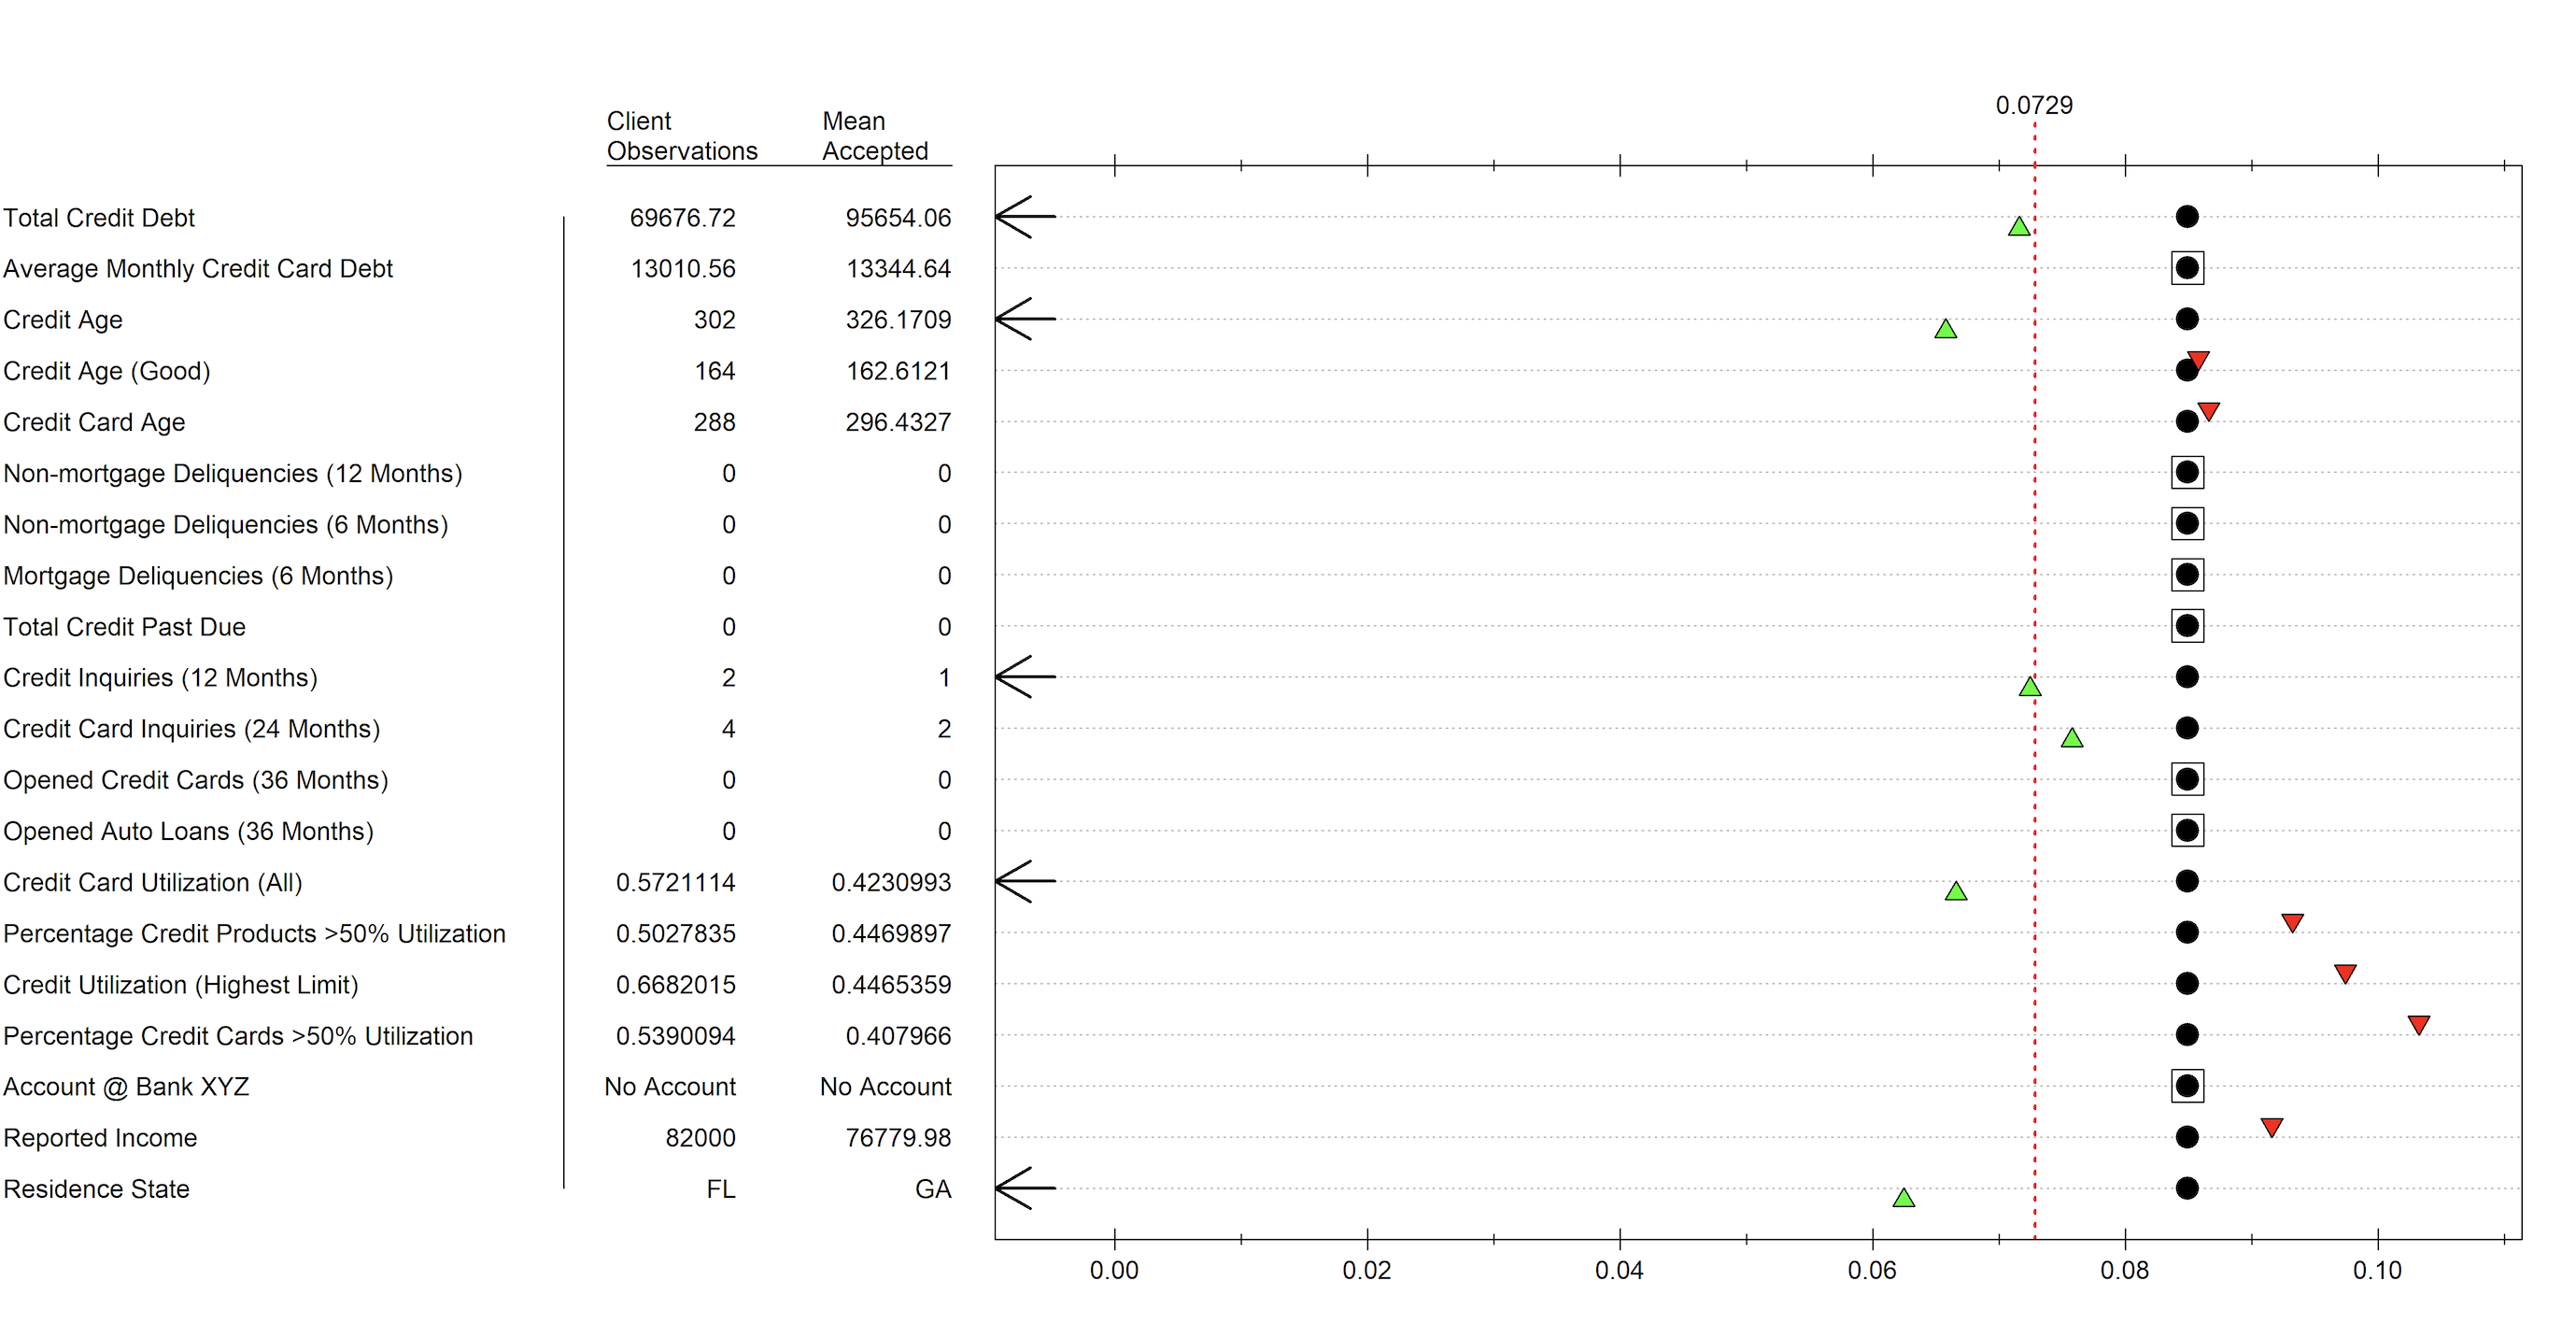 0.0729
Client Mean
Observations Accepted
Total Credit Debt 69676.72 95654.06
Average Monthly Credit Card Debt 13010.56 13344.64
Credit Age 302 326.1709
Credit Age (Good) 164 162.6121
Credit Card Age 288 296.4327
Non-mortgage Deliquencies (12 Months) 0 0
Non-mortgage Deliquencies (6 Months) 0 0
Mortgage Deliquencies (6 Months) 0 0
Total Credit Past Due 0 0
Credit Inquiries (12 Months) 2 1
Credit Card Inquiries (24 Months) 4 2
Opened Credit Cards (36 Months) 0 0
Opened Auto Loans (36 Months) 0 0
Credit Card Utilization (All) 0.5721114 0.4230993
Percentage Credit Products >50% Utilization 0.5027835 0.4469897
Credit Utilization (Highest Limit) 0.6682015 0.4465359
Percentage Credit Cards >50% Utilization 0.5390094 0.407966
Account @ Bank XYZ No Account No Account
Reported Income 82000 76779.98
Residence State FL GA
0.00 0.02 0.04 0.06 0.08 0.10